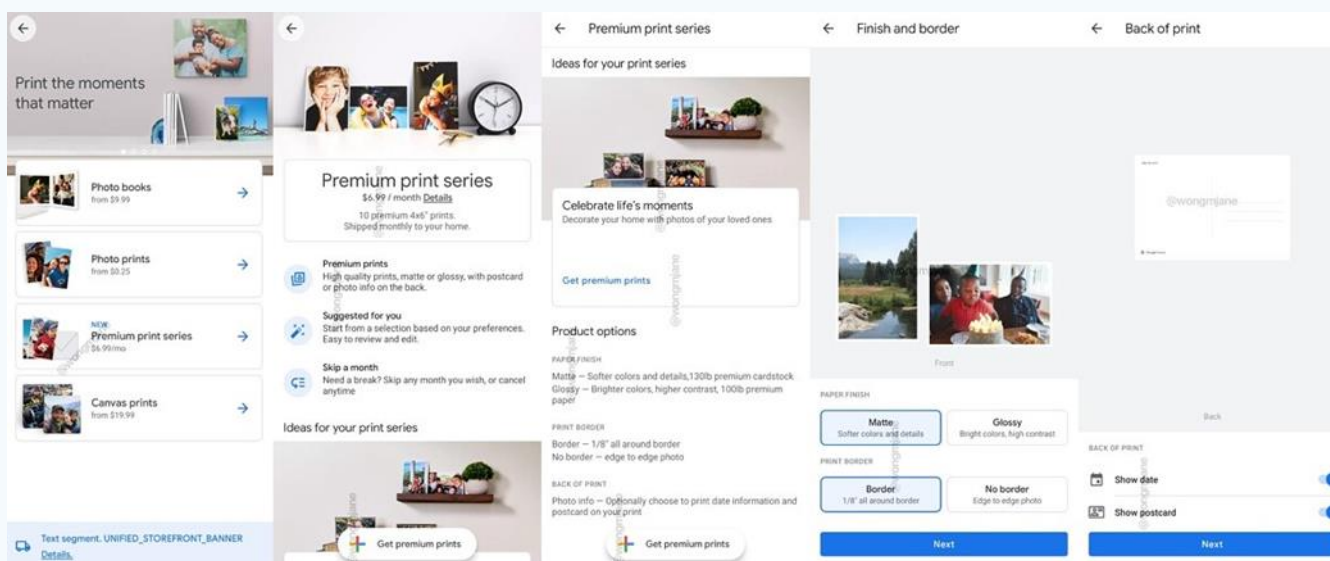 Print the moments
that matter
Photo books
from $9.99
Photo prints
from $0.25
NEW
Premium print series
$6.99/mo
Canvas prints
from $19.99
Text segment. UNIFIED_STOREFRONT_BANNER
Details.
@wongmjane
Premium print series
$6.99 / month Details
10 premium 4x6" prints.
Shipped monthly to your home.
Premium prints
High quality prints, matte or glossy, with postcard
or photo info on the back.
Suggested for you
Start from a selection based on your preferences.
Easy to review and edit.
Skip a month
Need a break? Skip any month you wish, or cancel
anytime
Ideas for your print series
Get premium prints
@wongmjane
@wongmjane
Premium print series
Ideas for your print series
Celebrate life's moments
Decorate your home with photos of your loved ones
Get premium prints
Product options
PAPER FINISH
Matte — Softer colors and details,130lb premium cardstock
Glossy — Brighter colors, higher contrast, 100lb premium
paper
PRINT BORDER
Border — 1/8" all around border
No border — edge to edge photo
BACK OF PRINT
Photo info — Optionally choose to print date information and
postcard on your print
Get premium prints
@wongmjane
@wongmjane
Finish and border
Front
PAPER FINISH
Matte
Softer colors and details
Glossy
Bright colors, high contrast
PRINT BORDER
Border
1/8" all around border
No border
Edge to edge photo
Next
@wongmjane
Back of print
@wongmjane
Back
BACK OF PRINT
Show date
Show postcard
Next
@wongmjane